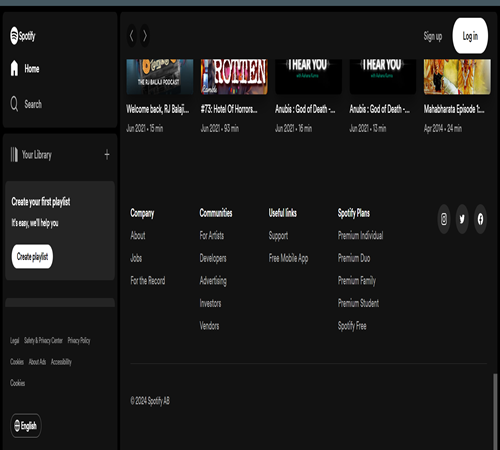 Spotify
Home
Search
Your Library
Create your first playlist
It's easy, we'll help you
Create playlist
Legal Safety & Privacy Center Privacy Policy
Cookies About Ads Accessibility
Cookies
English
Sign up
Log in
THE RJ BALAJI PODCAST
ROTTEN
I HEAR YOU
I HEAR YOU
Welcome back, RJ Balaji...
Jun 2021 • 15 min
#73: Hotel Of Horrors...
Jun 2021 • 93 min
Anubis : God of Death -...
Jun 2021 • 16 min
Anubis : God of Death -...
Jun 2021 • 13 min
Mahabharata Episode 1:...
Apr 2014 • 24 min
Company
About
Jobs
For the Record
Communities
For Artists
Developers
Advertising
Investors
Vendors
Useful links
Support
Free Mobile App
Spotify Plans
Premium Individual
Premium Duo
Premium Family
Premium Student
Spotify Free
© 2024 Spotify AB